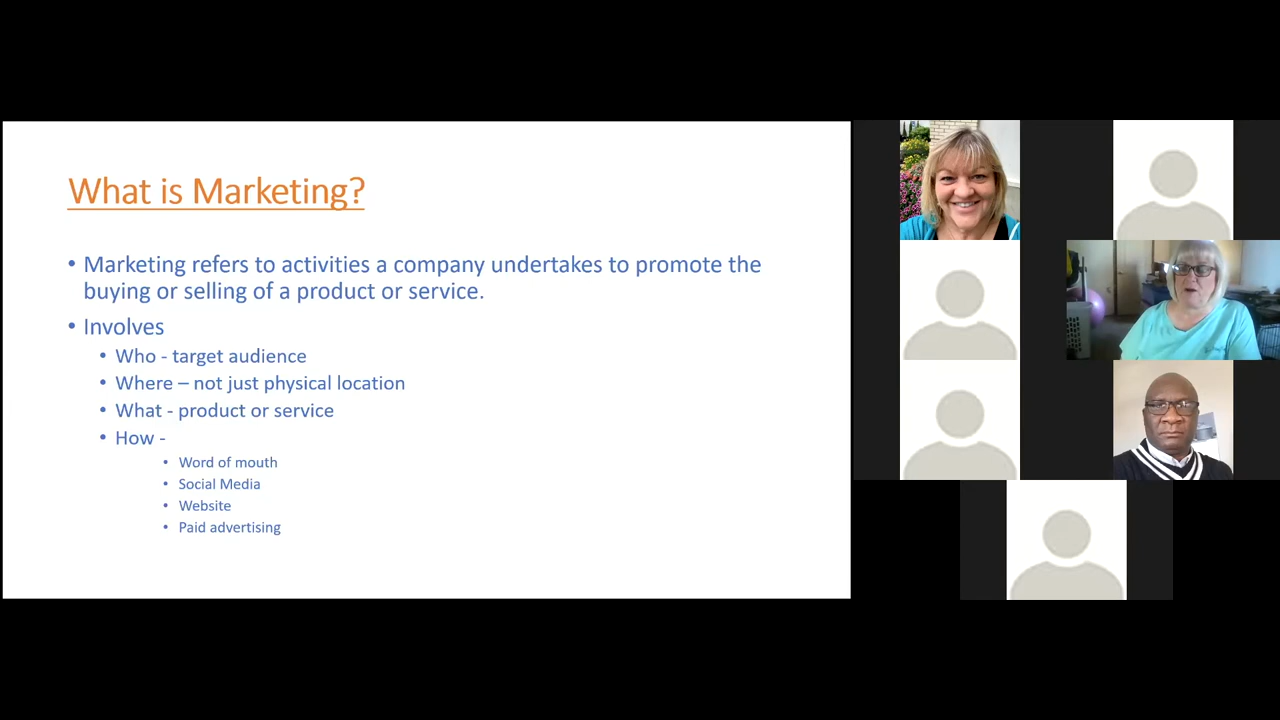 What is Marketing?
• Marketing refers to activities a company undertakes to promote the
buying or selling of a product or service.
• Involves
• Who - target audience
• Where – not just physical location
• What - product or service
• How -
• Word of mouth
• Social Media
• Website
• Paid advertising